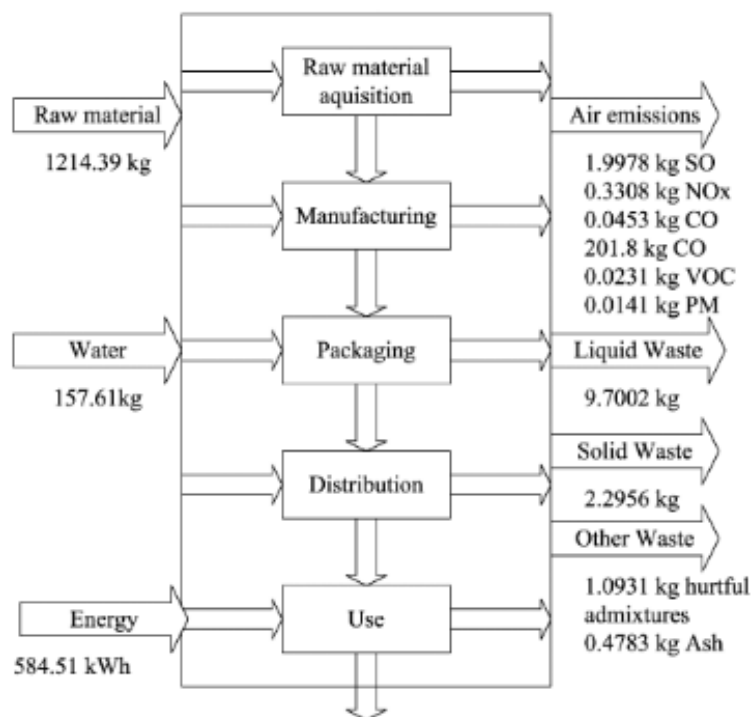 Raw material
aquisition
Raw material
1214.39 kg
Air emissions
1.9978 kg SO
0.3308 kg NOx
0.0453 kg CO
201.8 kg CO
0.0231 kg VOC
0.0141 kg PM
Manufacturing
Water
157.61kg
Packaging
Liquid Waste
9.7002 kg
Distribution
Solid Waste
2.2956 kg
Other Waste
1.0931 kg hurtful
admixtures
0.4783 kg Ash
Energy
584.51 kWh
Use